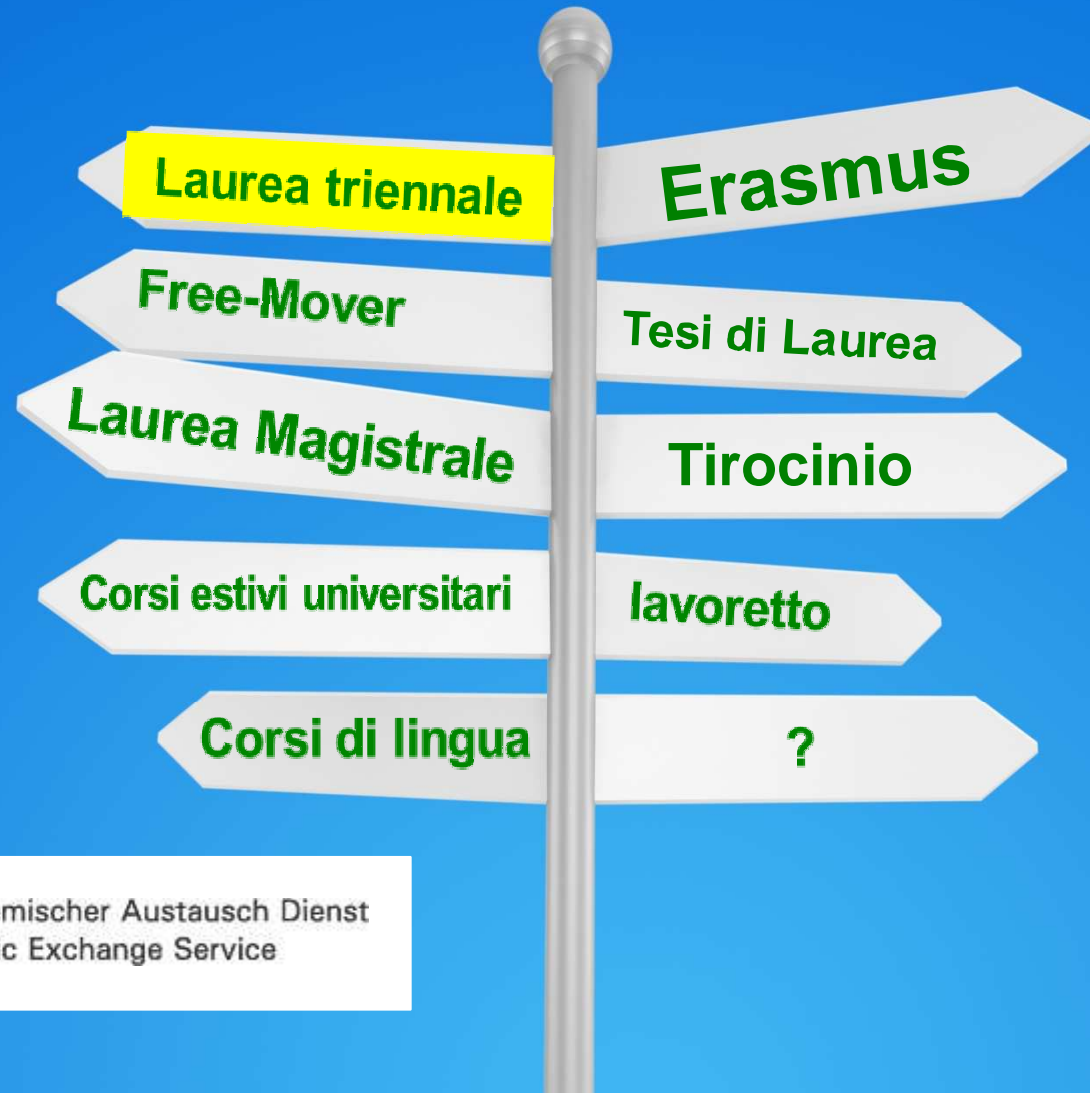 Laurea triennale
Erasmus
Free-Mover
Tesi di Laurea
Laurea Magistrale
Tirocinio
Corsi estivi universitari
lavoretto
Corsi di lingua
?
mischer Austausch Dienst
c Exchange Service